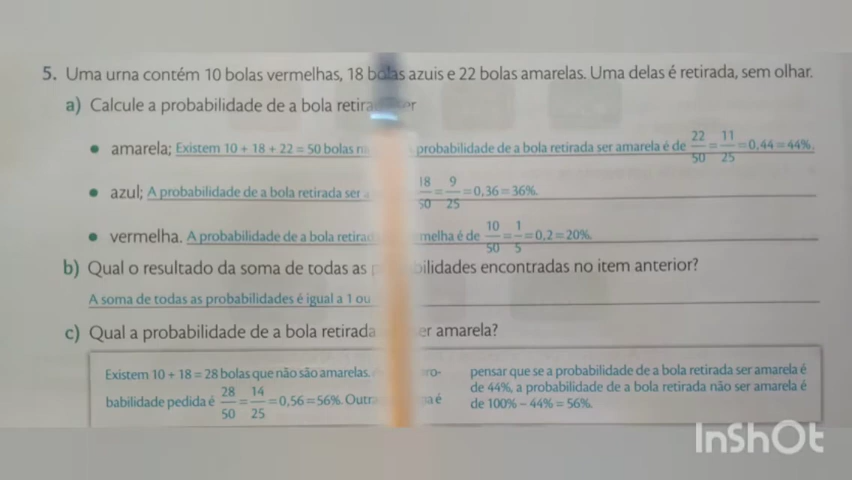 5. Uma urna contém 10 bolas vermelhas, 18 bolas azuis e 22 bolas amarelas. Uma delas é retirada, sem olhar.
a) Calcule a probabilidade de a bola
• amarela; Existem 10 + 18 + 22 = 50 bolas probabilidade de a bola retirada ser amarela é de 22/50 = 11/25 = 0,44 = 44%.
• azul; A probabilidade de a bola retirada ser 18/50 = 9/25 = 0,36 = 36%.
• vermelha. A probabilidade de a bola é de 10/50 = 1/5 = 0,2 = 20%.
b) Qual o resultado da soma de todas as encontradas no item anterior?
A soma de todas as probabilidades é igual a 1 ou
c) Qual a probabilidade de a bola retirada amarela?
Existem 10 + 18 = 28 bolas que não são amarelas.
babilidade pedida é 28/50 = 14/25 = 0,56 = 56%. é
pensar que se a probabilidade de a bola retirada ser amarela é
de 44%, a probabilidade de a bola retirada não ser amarela é
de 100% – 44% = 56%.
InShOt